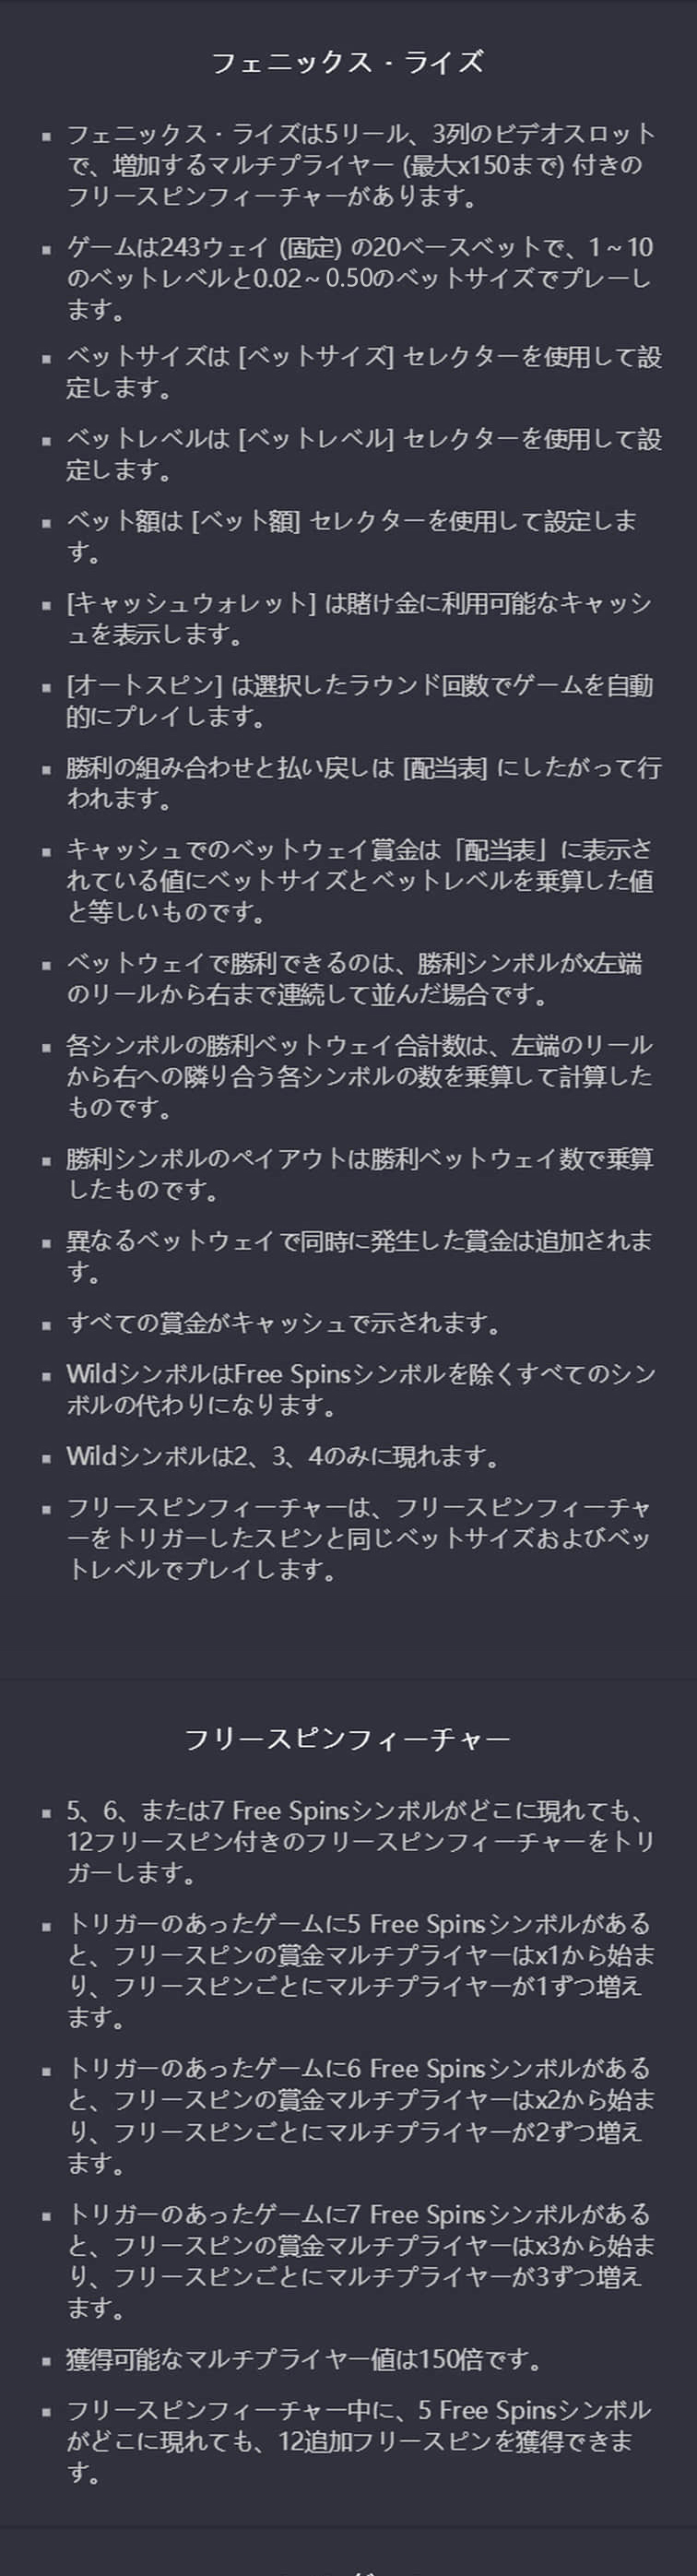 フェニックス・ライズ
フェニックス・ライズは5リール、3列のビデオスロット
で、増加するマルチプライヤー (最大x150まで) 付きの
フリースピンフィーチャーがあります。
ゲームは243ウェイ (固定) の20ベースベットで、1~10
のベットレベルと0.02~0.50のベットサイズでプレーし
ます。
ベットサイズは [ベットサイズ] セレクターを使用して設
定します。
ベットレベルは [ベットレベル] セレクターを使用して設
定します。
ベット額は [ベット額] セレクターを使用して設定しま
す。
[キャッシュウォレット] は賭け金に利用可能なキャッシ
ュを表示します。
[オートスピン] は選択したラウンド回数でゲームを自動
的にプレイします。
勝利の組み合わせと払い戻しは [配当表] にしたがって行
われます。
キャッシュでのベットウェイ賞金は「配当表」に表示さ
れている値にベットサイズとベットレベルを乗算した値
と等しいものです。
ベットウェイで勝利できるのは、勝利シンボルがx左端
のリールから右まで連続して並んだ場合です。
各シンボルの勝利ベットウェイ合計数は、左端のリール
から右への隣り合う各シンボルの数を乗算して計算した
ものです。
勝利シンボルのペイアウトは勝利ベットウェイ数で乗算
したものです。
異なるベットウェイで同時に発生した賞金は追加されま
す。
すべての賞金がキャッシュで示されます。
WildシンボルはFree Spinsシンボルを除くすべてのシン
ボルの代わりになります。
Wildシンボルは2、3、4のみに現れます。
フリースピンフィーチャーは、フリースピンフィーチャ
ーをトリガーしたスピンと同じベットサイズおよびベッ
トレベルでプレイします。
フリースピンフィーチャー
5、6、または7 Free Spinsシンボルがどこに現れても、
12フリースピン付きのフリースピンフィーチャーをトリ
ガーします。
トリガーのあったゲームに5 Free Spinsシンボルがある
と、フリースピンの賞金マルチプライヤーはx1から始ま
り、フリースピンごとにマルチプライヤーが1ずつ増え
ます。
トリガーのあったゲームに6 Free Spinsシンボルがある
と、フリースピンの賞金マルチプライヤーはx2から始ま
り、フリースピンごとにマルチプライヤーが2ずつ増え
ます。
トリガーのあったゲームに7 Free Spinsシンボルがある
と、フリースピンの賞金マルチプライヤーはx3から始ま
り、フリースピンごとにマルチプライヤーが3ずつ増え
ます。
獲得可能なマルチプライヤー値は150倍です。
フリースピンフィーチャー中に、5 Free Spinsシンボル
がどこに現れても、12追加フリースピンを獲得できま
す。